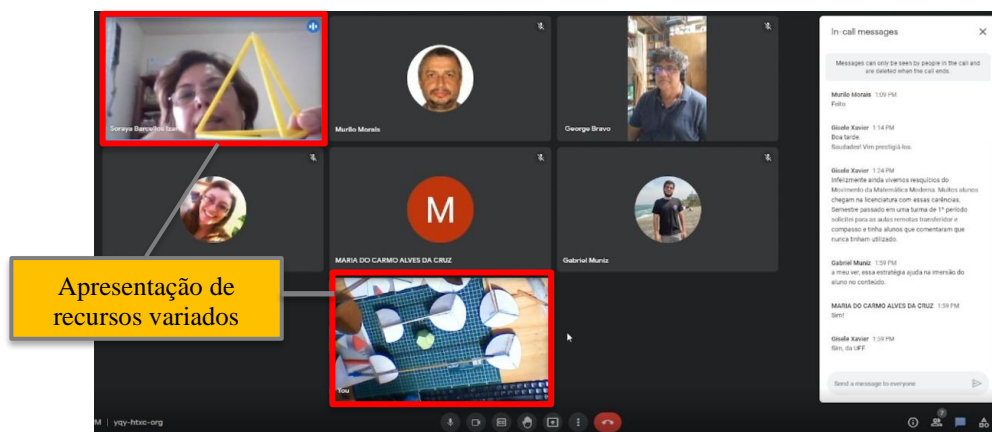 Soraya Barcellos Izar
Murilo Morais
George Bravo
M
MARIA DO CARMO ALVES DA CRUZ
Gabriel Muniz
Apresentação de
recursos variados
You
M | yqy-htxc-org
In-call messages
Messages can only be seen by people in the call and
are deleted when the call ends.
Murilo Morais 1:09 PM
Feito
Gisele Xavier 1:14 PM
Boa tarde.
Saudades! Vim prestigiá-los.
Gisele Xavier 1:24 PM
Infelizmente ainda vivemos resquícios do
Movimento da Matemática Moderna. Muitos alunos
chegam na licenciatura com essas carências.
Semestre passado em uma turma de 1º período
solicitei para as aulas remotas transferidor e
compasso e tinha alunos que comentaram que
nunca tinham utilizado.
Gabriel Muniz 1:59 PM
a meu ver, essa estratégia ajuda na imersão do
aluno no conteúdo.
MARIA DO CARMO ALVES DA CRUZ 1:59 PM
Sim!
Gisele Xavier 1:59 PM
Sim, da UFF.
Send a message to everyone
7